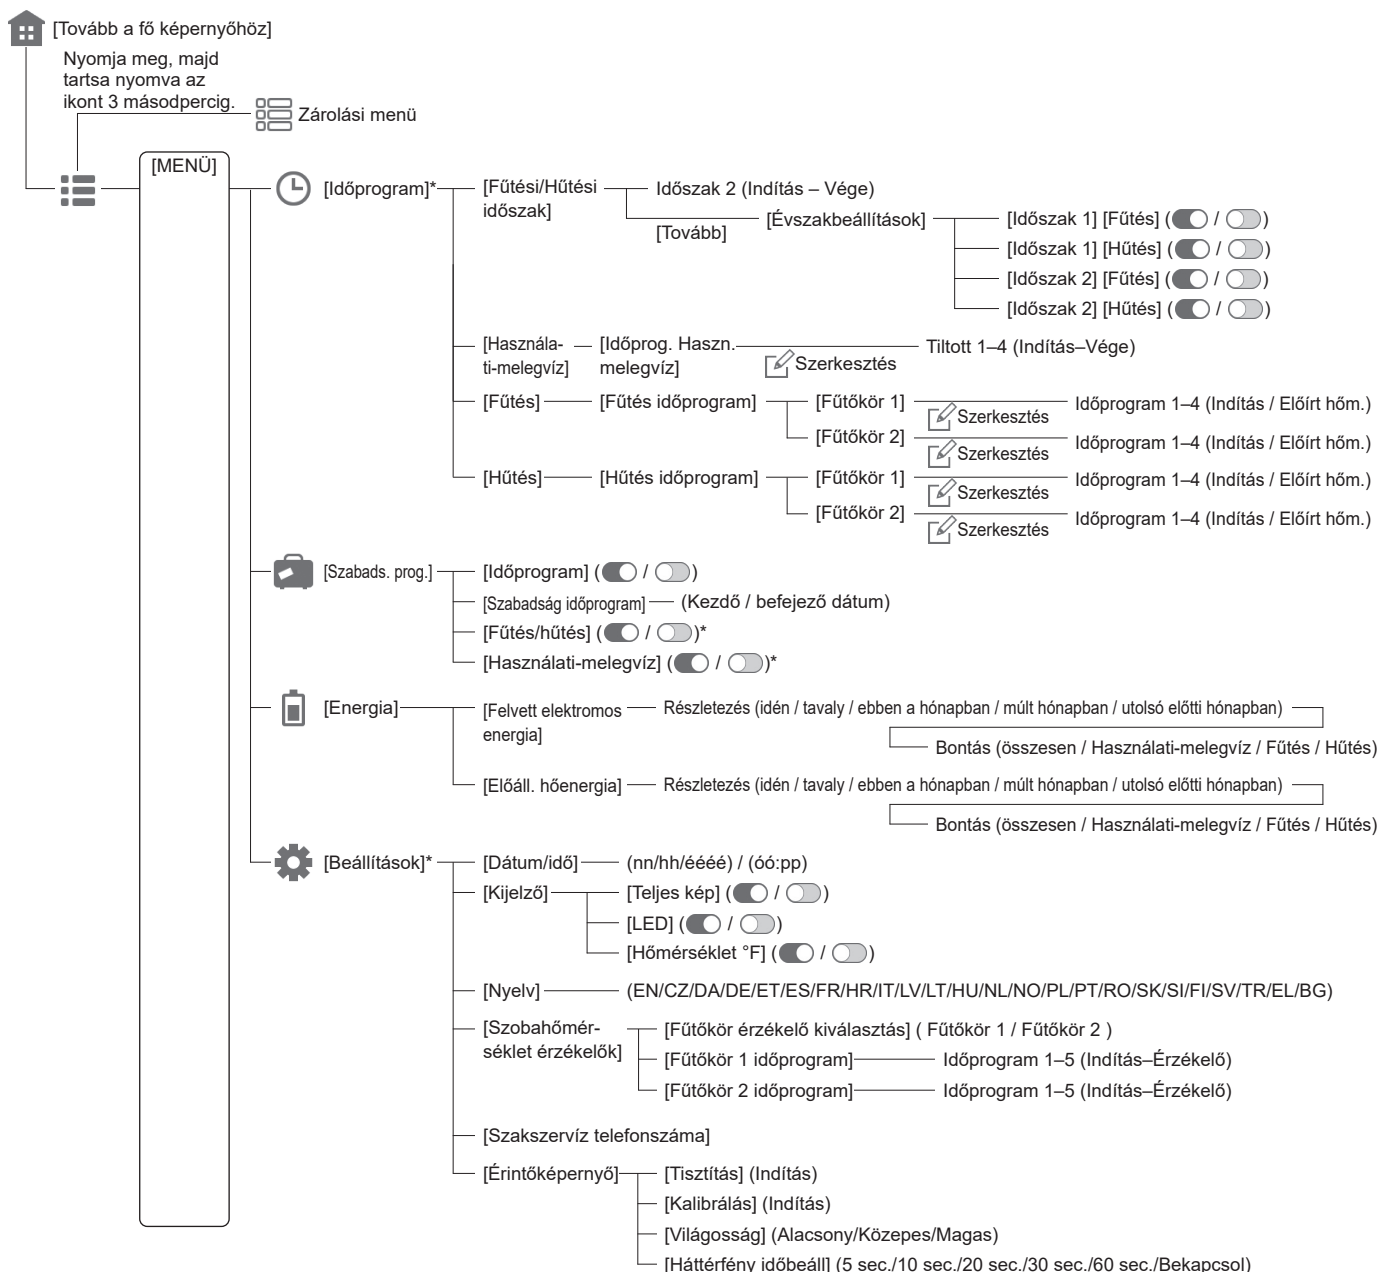 [Tovább a fő képernyőhöz]
Nyomja meg, majd
tartsa nyomva az
ikont 3 másodpercig.
Zárolási menü
[MENÜ]
[Időprogram]*
[Fűtési/Hűtési
időszak]
Időszak 2 (Indítás – Vége)
[Tovább]
[Évszakbeállítások]
[Időszak 1] [Fűtés] ( / )
[Időszak 1] [Hűtés] ( / )
[Időszak 2] [Fűtés] ( / )
[Időszak 2] [Hűtés] ( / )
[Használa-
ti-melegvíz]
[Időprog. Haszn.
melegvíz]
Szerkesztés
Tiltott 1–4 (Indítás–Vége)
[Fűtés]
[Fűtés időprogram]
[Fűtőkör 1]
Szerkesztés
Időprogram 1–4 (Indítás / Előírt hőm.)
[Fűtőkör 2]
Szerkesztés
Időprogram 1–4 (Indítás / Előírt hőm.)
[Hűtés]
[Hűtés időprogram]
[Fűtőkör 1]
Szerkesztés
Időprogram 1–4 (Indítás / Előírt hőm.)
[Fűtőkör 2]
Szerkesztés
Időprogram 1–4 (Indítás / Előírt hőm.)
[Szabads. prog.]
[Időprogram] ( / )
[Szabadság időprogram]
(Kezdő / befejező dátum)
[Fűtés/hűtés] ( / )*
[Használati-melegvíz] ( / )*
[Energia]
[Felvett elektromos
energia]
Részletezés (idén / tavaly / ebben a hónapban / múlt hónapban / utolsó előtti hónapban)
Bontás (összesen / Használati-melegvíz / Fűtés / Hűtés)
[Előáll. hőenergia]
Részletezés (idén / tavaly / ebben a hónapban / múlt hónapban / utolsó előtti hónapban)
Bontás (összesen / Használati-melegvíz / Fűtés / Hűtés)
[Beállítások]*
[Dátum/idő]
(nn/hh/éééé) / (óó:pp)
[Kijelző]
[Teljes kép] ( / )
[LED] ( / )
[Hőmérséklet °F] ( / )
[Nyelv]
(EN/CZ/DA/DE/ET/ES/FR/HR/IT/LV/LT/HU/NL/NO/PL/PT/RO/SK/SI/FI/SV/TR/EL/BG)
[Szobahőmér-
séklet érzékelők]
[Fűtőkör érzékelő kiválasztás] ( Fűtőkör 1 / Fűtőkör 2 )
[Fűtőkör 1 időprogram]
Időprogram 1–5 (Indítás–Érzékelő)
[Fűtőkör 2 időprogram]
Időprogram 1–5 (Indítás–Érzékelő)
[Szakszervíz telefonszáma]
[Érintőképernyő]
[Tisztítás] (Indítás)
[Kalibrálás] (Indítás)
[Világosság] (Alacsony/Közepes/Magas)
[Háttérfény időbeáll] (5 sec./10 sec./20 sec./30 sec./60 sec./Bekapcsol)